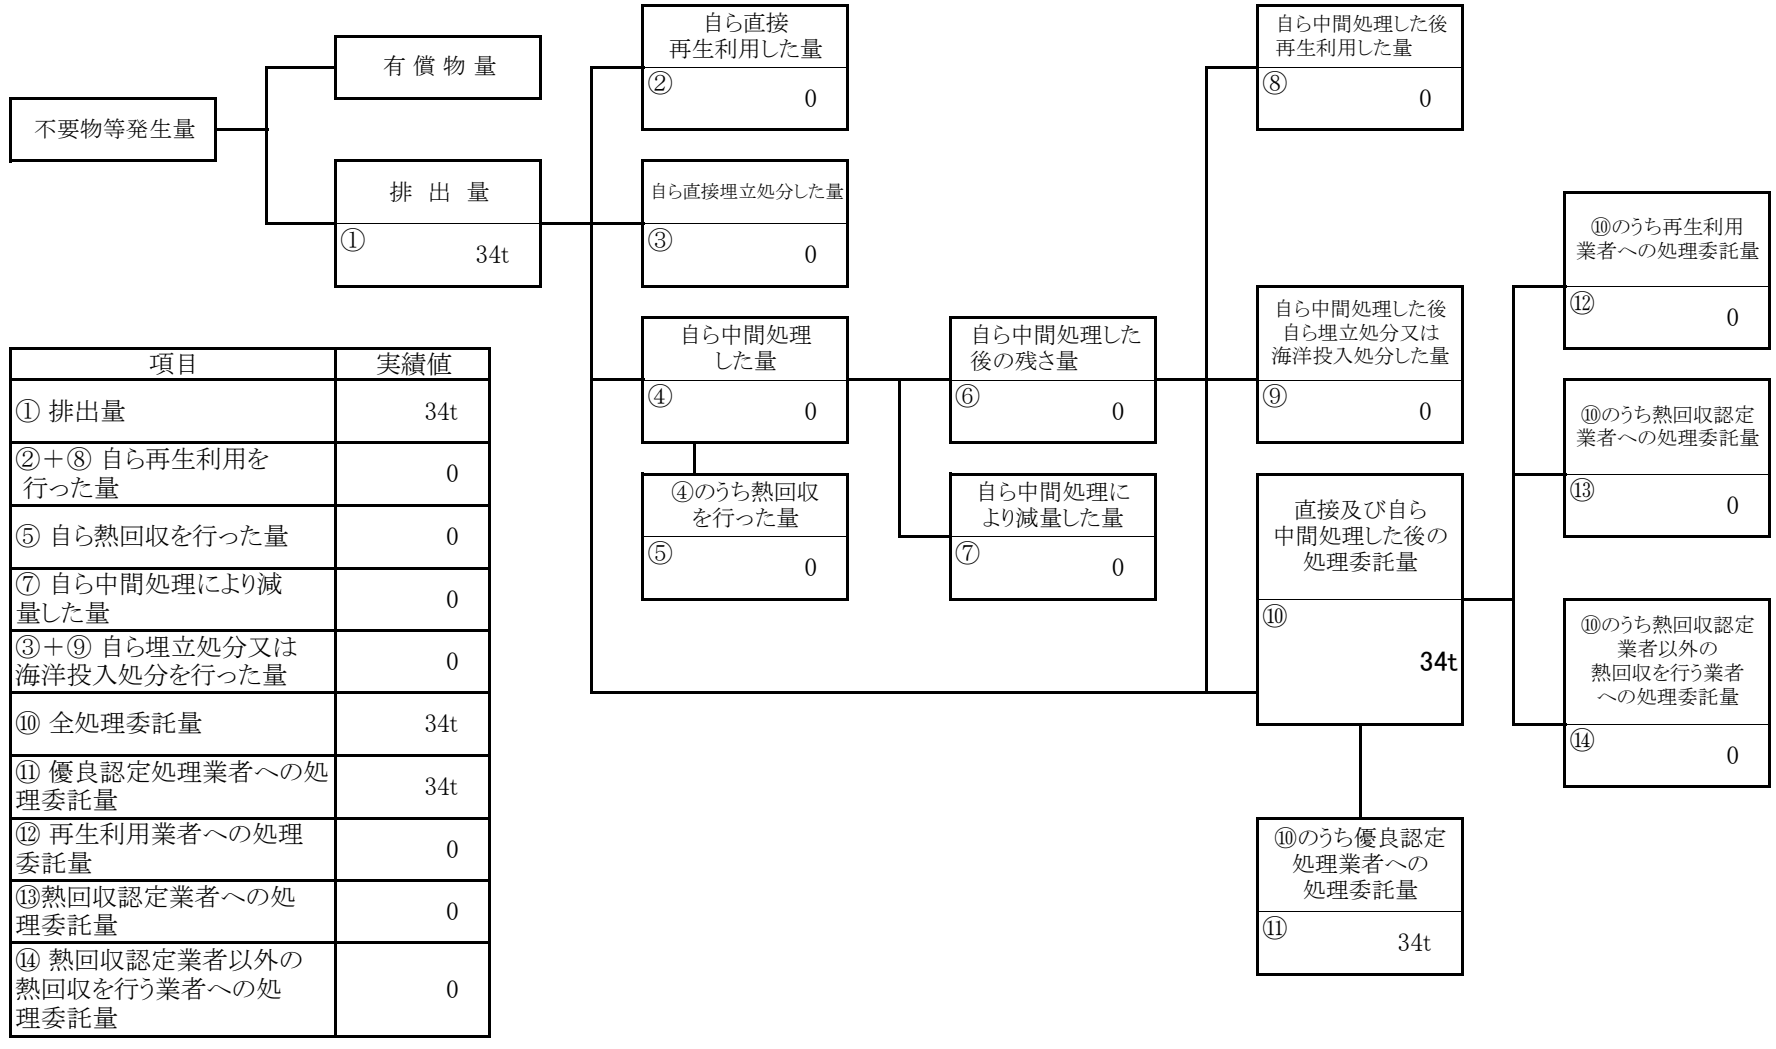 不要物等発生量
有 償 物 量
排 出 量
①
34t
自ら直接
再生利用した量
②
0
自ら直接埋立処分した量
③
0
自ら中間処理
した量
④
0
④のうち熱回収
を行った量
⑤
0
自ら中間処理した
後の残さ量
⑥
0
自ら中間処理に
より減量した量
⑦
0
自ら中間処理した後
再生利用した量
⑧
0
自ら中間処理した後
自ら埋立処分又は
海洋投入処分した量
⑨
0
直接及び自ら
中間処理した後の
処理委託量
⑩
34t
⑩のうち優良認定
処理業者への
処理委託量
⑪
34t
⑩のうち再生利用
業者への処理委託量
⑫
0
⑩のうち熱回収認定
業者への処理委託量
⑬
0
⑩のうち熱回収認定
業者以外の
熱回収を行う業者
への処理委託量
⑭
0
項目 実績値
① 排出量 34t
②+⑧ 自ら再生利用を
行った量 0
⑤ 自ら熱回収を行った量 0
⑦ 自ら中間処理により減
量した量 0
③+⑨ 自ら埋立処分又は
海洋投入処分を行った量 0
⑩ 全処理委託量 34t
⑪ 優良認定処理業者への処
理委託量 34t
⑫ 再生利用業者への処理
委託量 0
⑬熱回収認定業者への処
理委託量 0
⑭ 熱回収認定業者以外の
熱回収を行う業者への処
理委託量 0